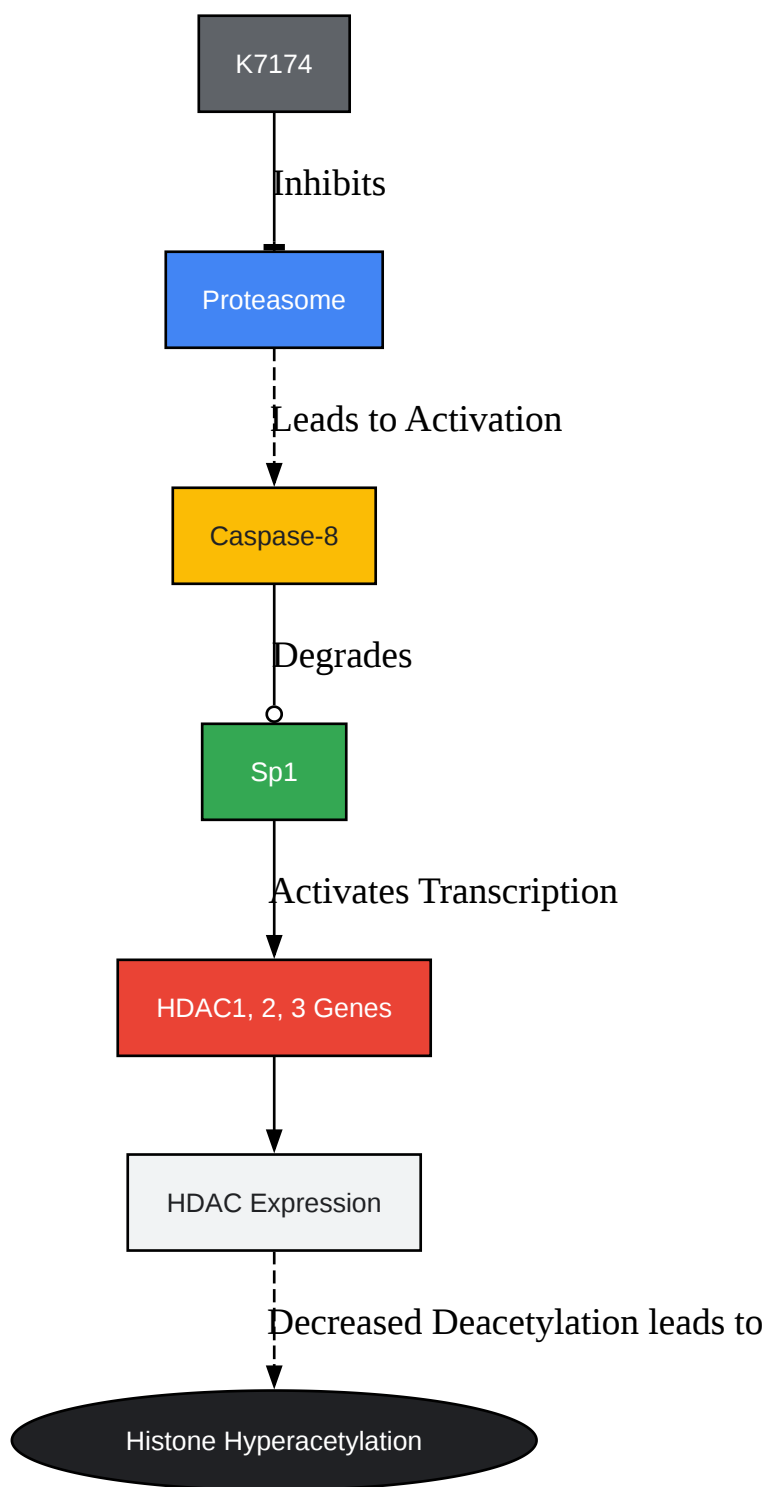 K7174
Inhibits
Proteasome
Leads to Activation
Caspase-8
Degrades
Sp1
Activates Transcription
HDAC1, 2, 3 Genes
HDAC Expression
Decreased Deacetylation leads to
Histone Hyperacetylation